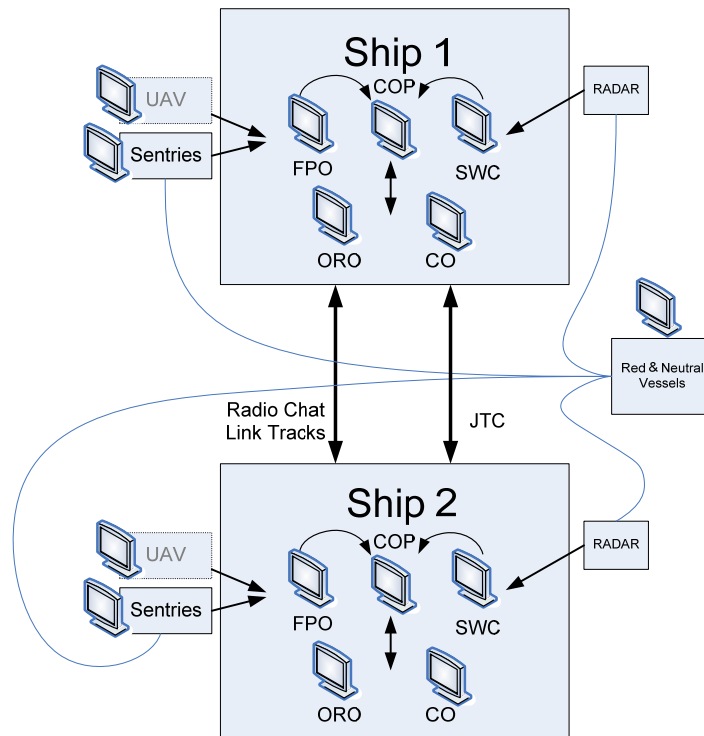 Ship 1
COP
UAV
Sentries
FPO
SWC
RADAR
ORO
CO
Red & Neutral
Vessels
Radio Chat
Link Tracks
JTC
Ship 2
COP
UAV
Sentries
FPO
SWC
RADAR
ORO
CO